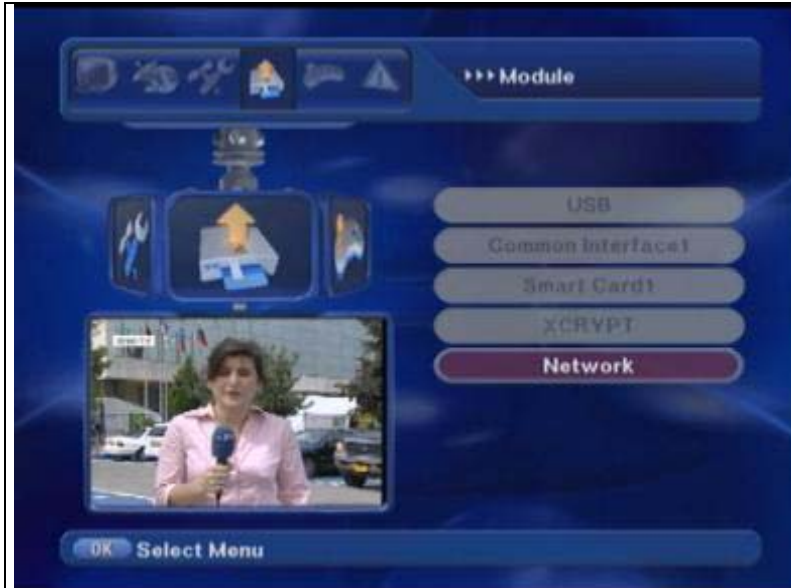 ▸▸▸ Module
USB
Common Interface1
Smart Card1
XCRYPT
Network
OK Select Menu